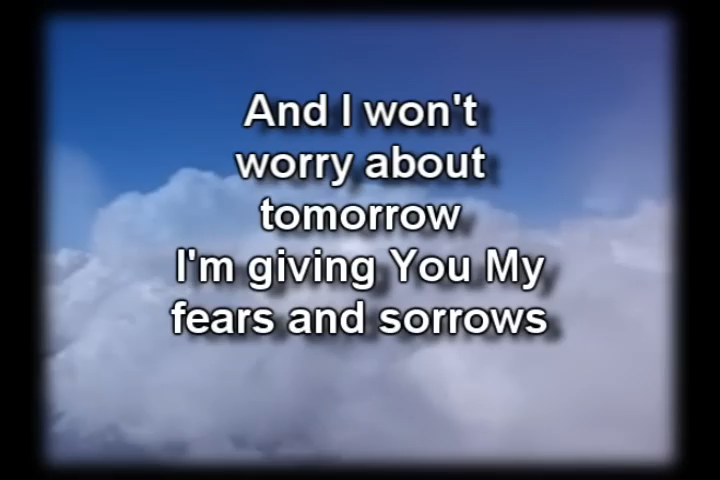 And I won't
worry about
tomorrow
I'm giving You My
fears and sorrows